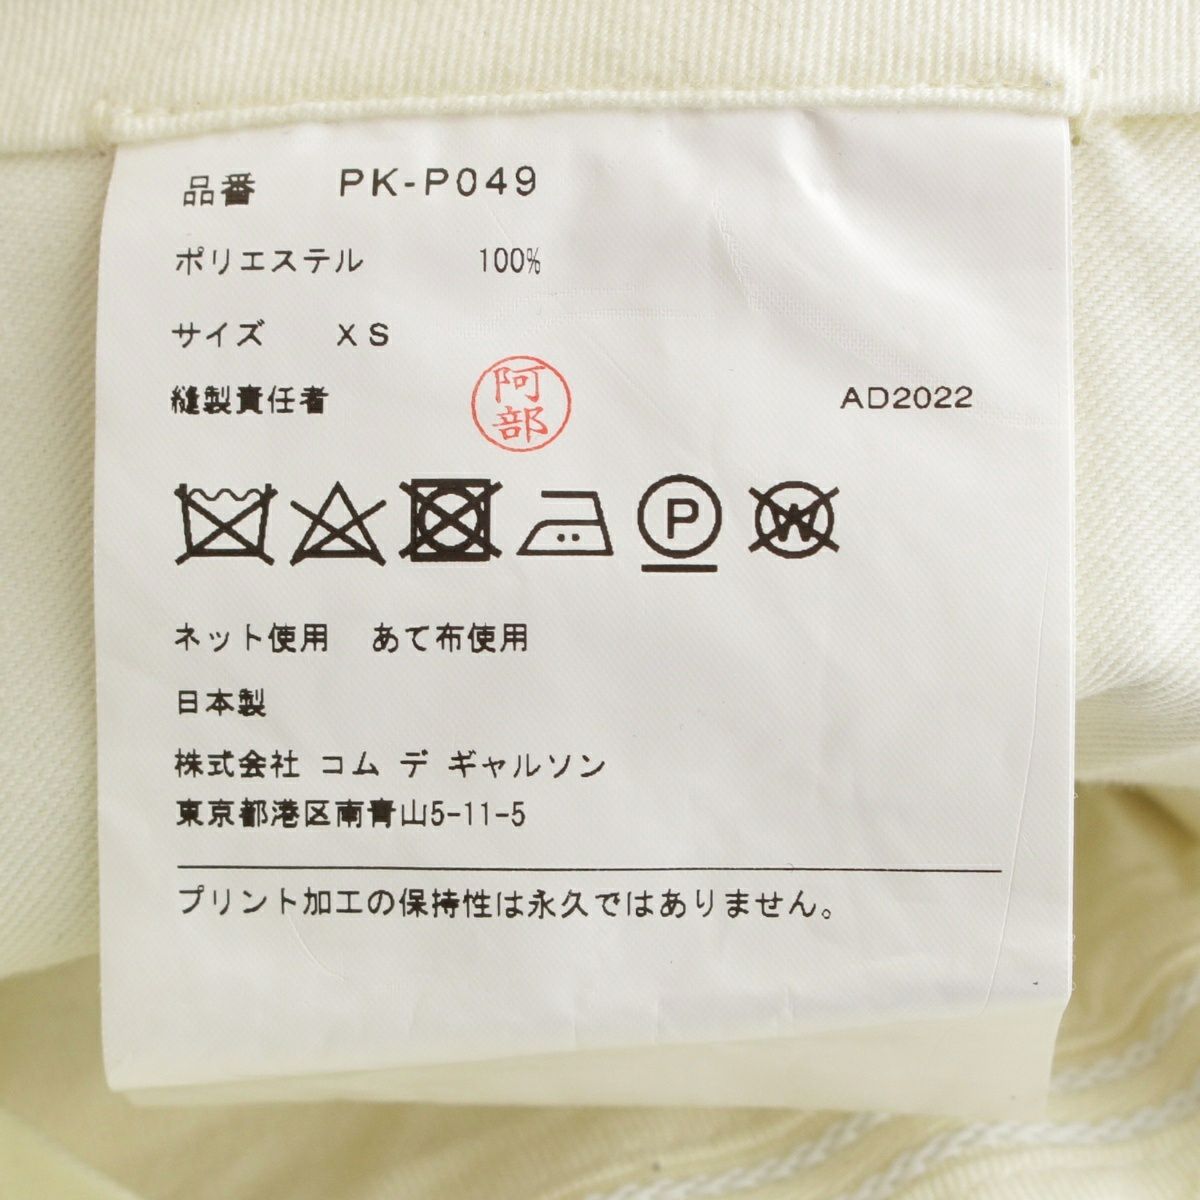 品番 PK-P049
ポリエステル 100%
サイズ XS
縫製責任者 阿部 AD2022
P W
ネット使用 あて布使用
日本製
株式会社 コム デ ギャルソン
東京都港区南青山5-11-5
プリント加工の保持性は永久ではありません。